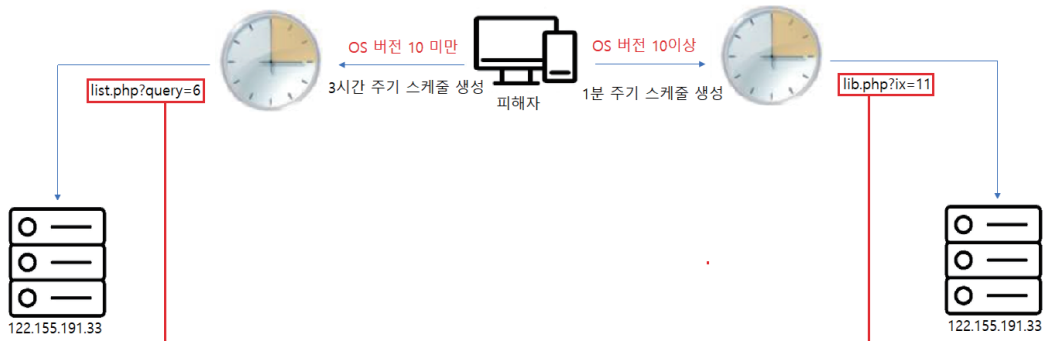 OS 버전 10 미만
OS 버전 10이상
list.php?query=6
3시간 주기 스케줄 생성
피해자
1분 주기 스케줄 생성
lib.php?ix=11
122.155.191.33
122.155.191.33